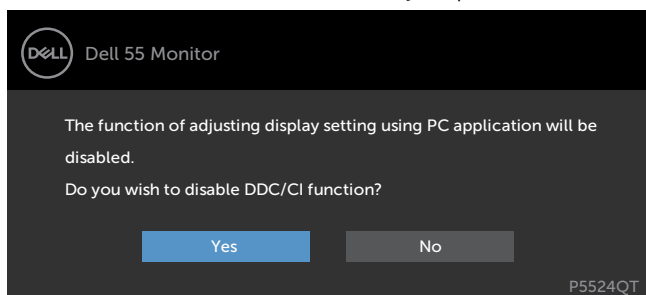 DELL Dell 55 Monitor
The function of adjusting display setting using PC application will be
disabled.
Do you wish to disable DDC/CI function?
Yes No
P5524QT